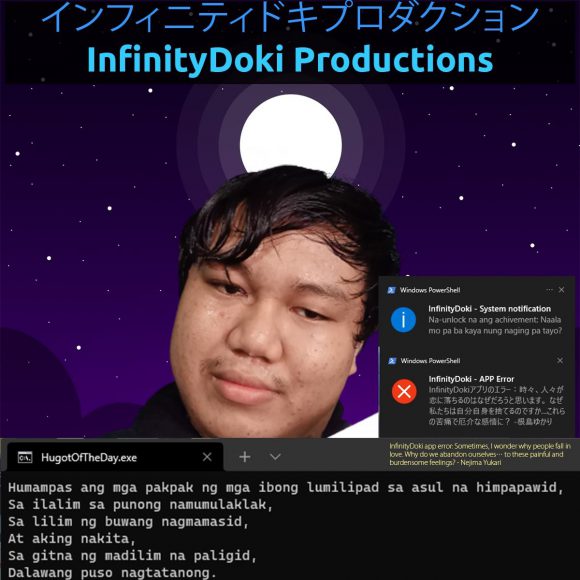 インフィニティドキプロダクション
InfinityDoki Productions
Windows PowerShell
InfinityDoki - System notification
Na-unlock na ang achivement: Naala
mo pa ba kaya nung naging pa tayo?
Windows PowerShell
InfinityDoki - APP Error
InfinityDokiアプリのエラー：時々、人々が
恋に落ちるのはなぜだろうと思います。なぜ
私たちは自分自身を捨てるのですか...これら
の苦痛で厄介な感情に？ -根島ゆかり
InfinityDoki app error: Sometimes, I wonder why people fall in
love. Why do we abandon ourselves… to these painful and
burdensome feelings? - Nejima Yukari
HugotOfTheDay.exe
Humampas ang mga pakpak ng mga ibong lumilipad sa asul na himpapawid,
Sa ilalim sa punong namumulaklak,
Sa lilim ng buwang nagmamasid,
At aking nakita,
Sa gitna ng madilim na paligid,
Dalawang puso nagtatanong.